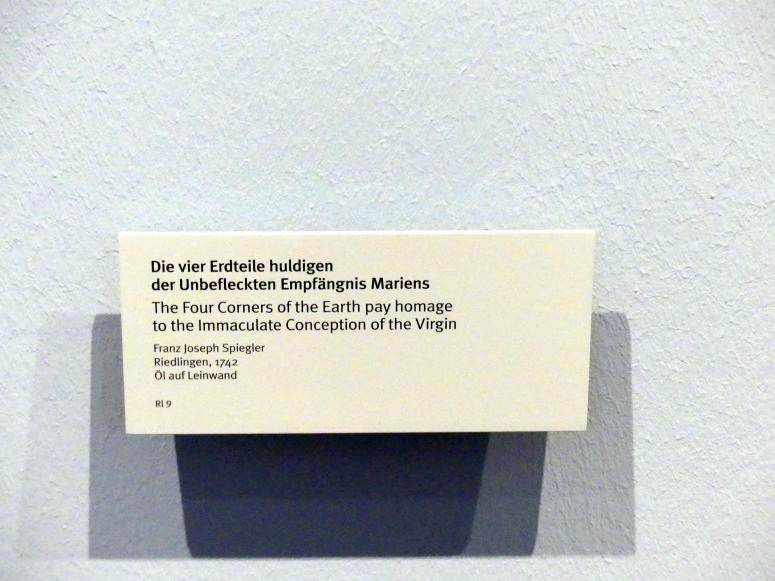 Die vier Erdteile huldigen
der Unbefleckten Empfängnis Mariens
The Four Corners of the Earth pay homage
to the Immaculate Conception of the Virgin
Franz Joseph Spiegler
Riedlingen, 1742
Öl auf Leinwand
RI 9